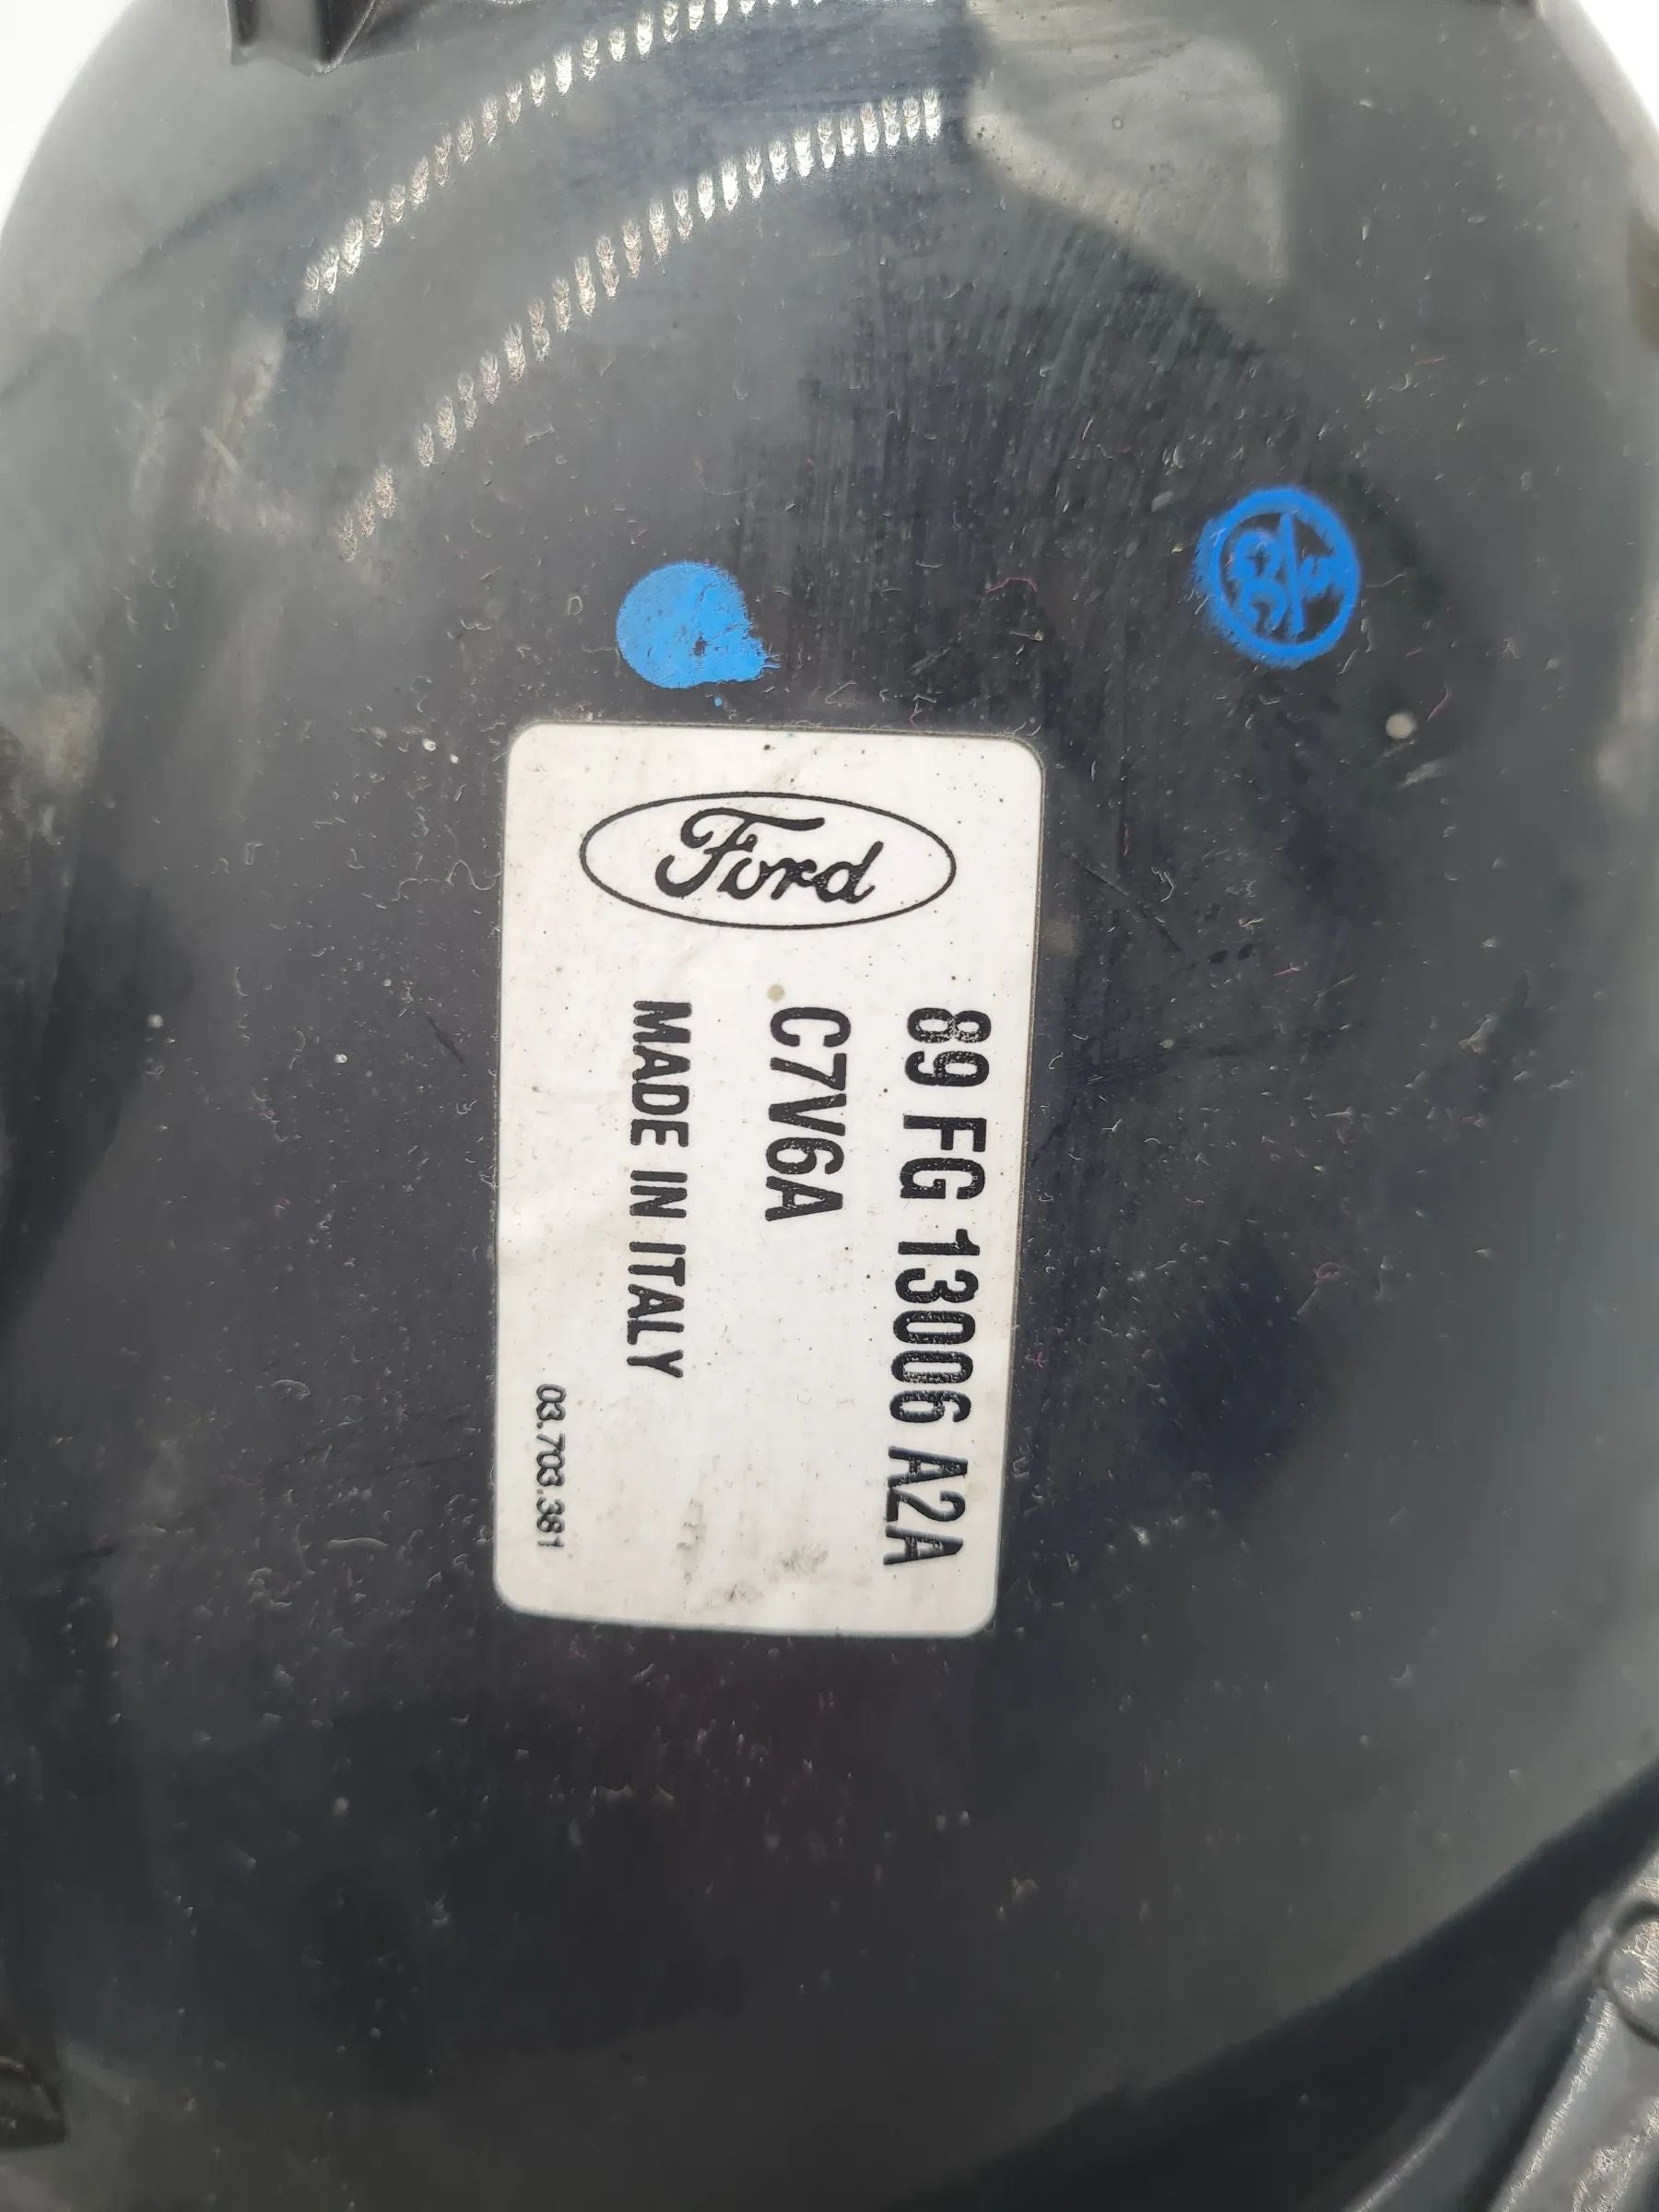 Ford
89 FG 13006 A2A
C7V6A
MADE IN ITALY
03.703.381